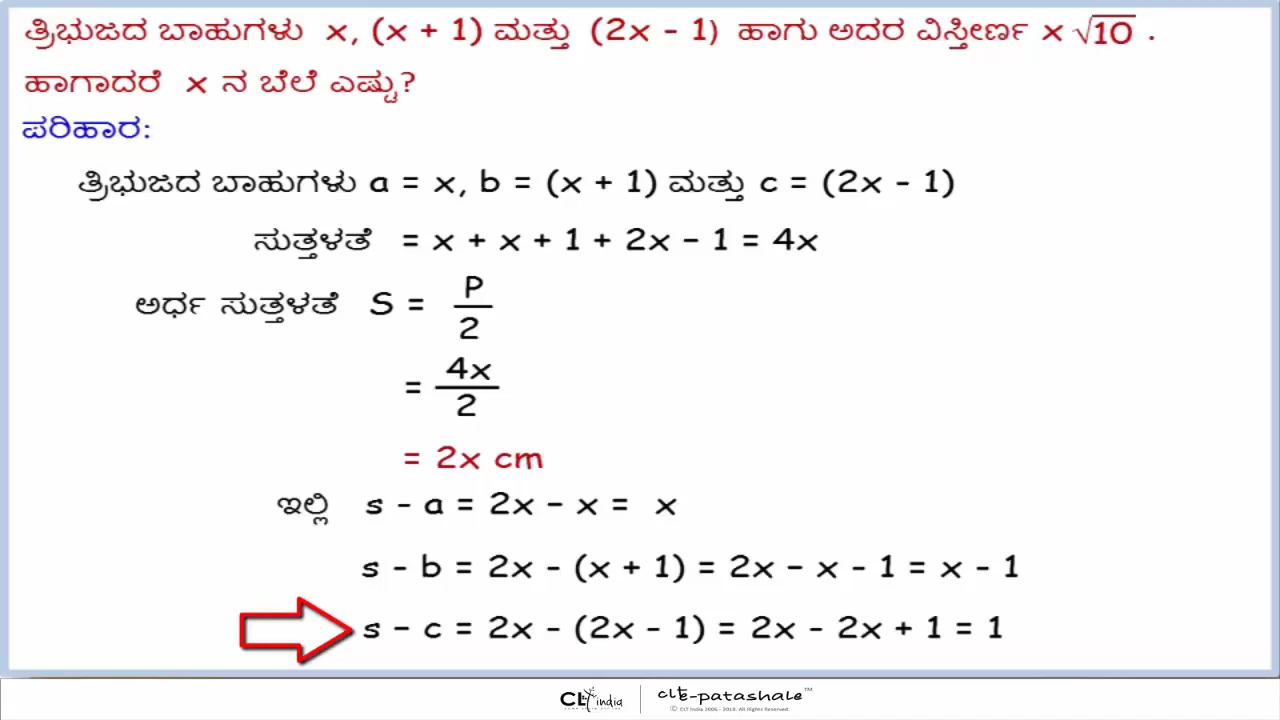 ತ್ರಿಭುಜದ ಬಾಹುಗಳು x, (x + 1) ಮತ್ತು (2x - 1) ಹಾಗು ಅದರ ವಿಸ್ತೀರ್ಣ x √10 .
ಹಾಗಾದರೆ x ನ ಬೆಲೆ ಎಷ್ಟು?
ಪರಿಹಾರ:
ತ್ರಿಭುಜದ ಬಾಹುಗಳು a = x, b = (x + 1) ಮತ್ತು c = (2x - 1)
ಸುತ್ತಳತೆ = x + x + 1 + 2x - 1 = 4x
ಅರ್ಧ ಸುತ್ತಳತೆ S = P/2
= 4x/2
= 2x cm
ಇಲ್ಲಿ s - a = 2x - x = x
s - b = 2x - (x + 1) = 2x - x - 1 = x - 1
s - c = 2x - (2x - 1) = 2x - 2x + 1 = 1
CLT india
clt e-patashale™